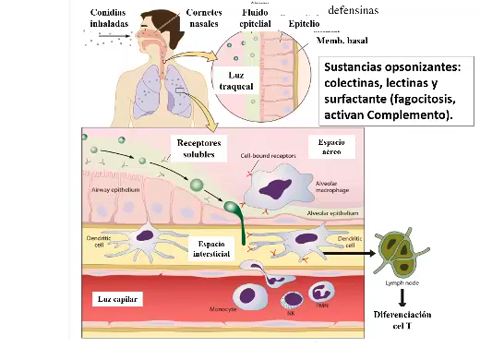 Conidias
inhaladas
Cornetes
nasales
Fluido
epitelial
Epitelio
defensinas
Memb. basal
Luz
traqueal
Sustancias opsonizantes:
colectinas, lectinas y
surfactante (fagocitosis,
activan Complemento).
Receptores
solubles
Cell-bound receptors
Espacio
aéreo
Airway epithelium
Alveolar
macrophage
Alveolar epithelium
Dendritic
cell
Espacio
intersticial
Dendritic
cell
Lymph node
Luz capilar
Monocyte
NK
PMN
Diferenciación
cel T